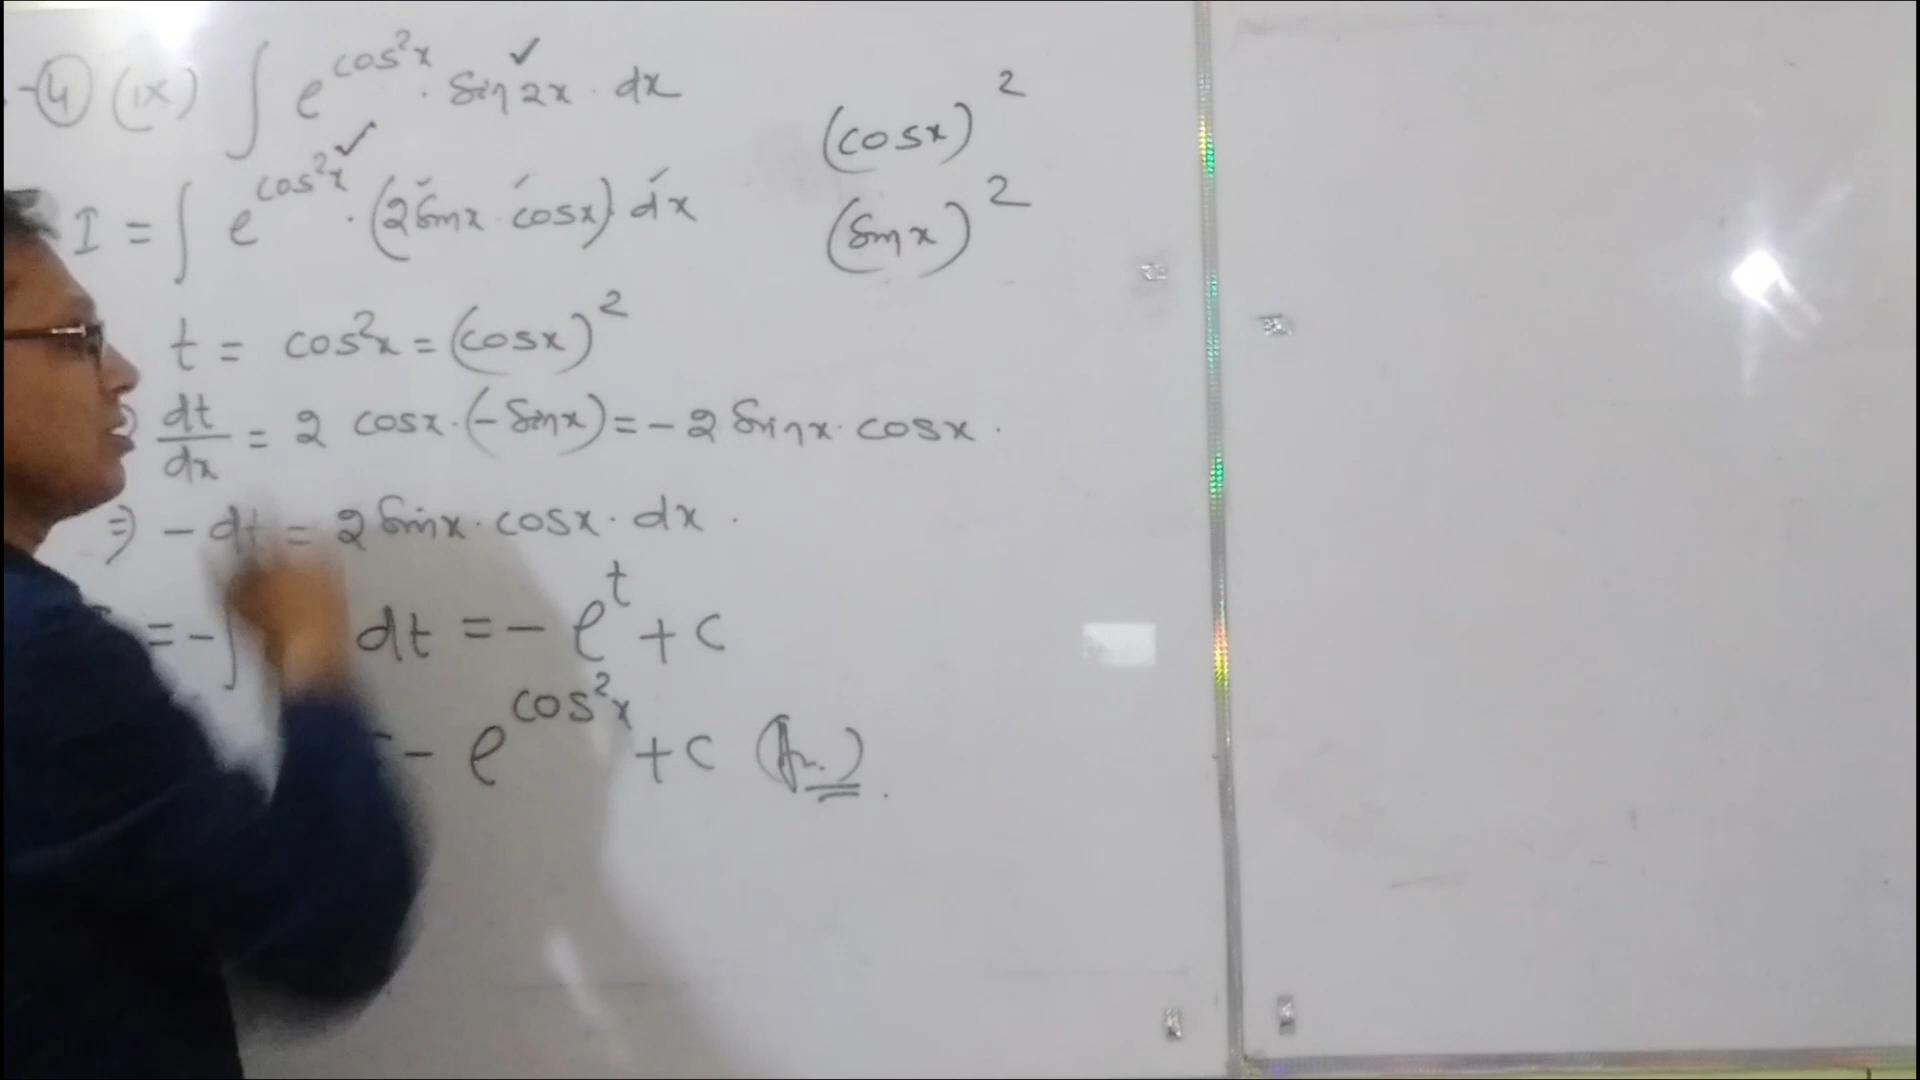 ④ (ix) ∫ e^cos²x · sin2x · dx
I = ∫ e^cos²x · (2sinx · cosx) dx
(cosx)²
(sinx)²
t = cos²x = (cosx)²
dt/dx = 2 cosx · (-sinx) = -2 sinx · cosx ·
⇒ -dt = 2 sinx · cosx · dx ·
= -∫ dt = -e^t + c
- e^cos²x + c (An.) .